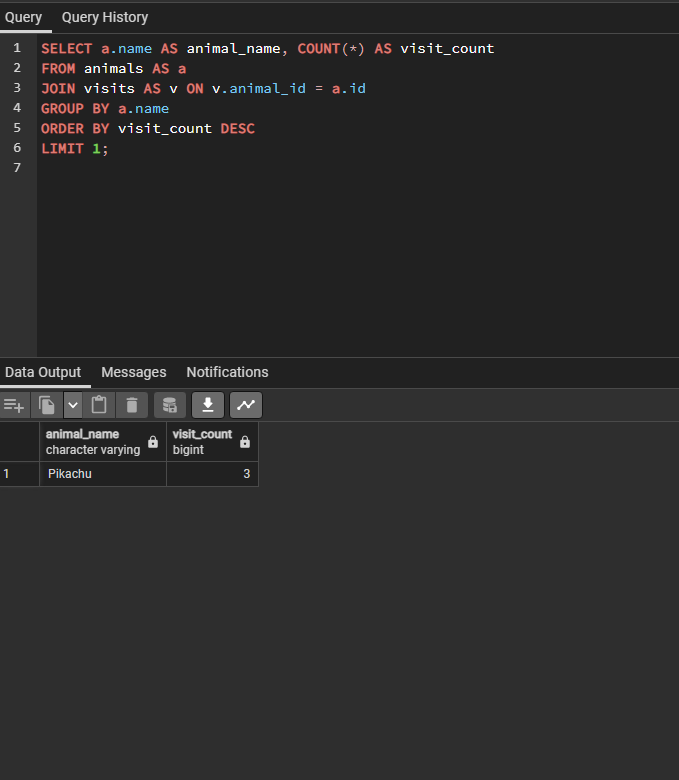 Query Query History
1 SELECT a.name AS animal_name, COUNT(*) AS visit_count
2 FROM animals AS a
3 JOIN visits AS v ON v.animal_id = a.id
4 GROUP BY a.name
5 ORDER BY visit_count DESC
6 LIMIT 1;
7
Data Output Messages Notifications
animal_name visit_count
character varying bigint
1 Pikachu 3